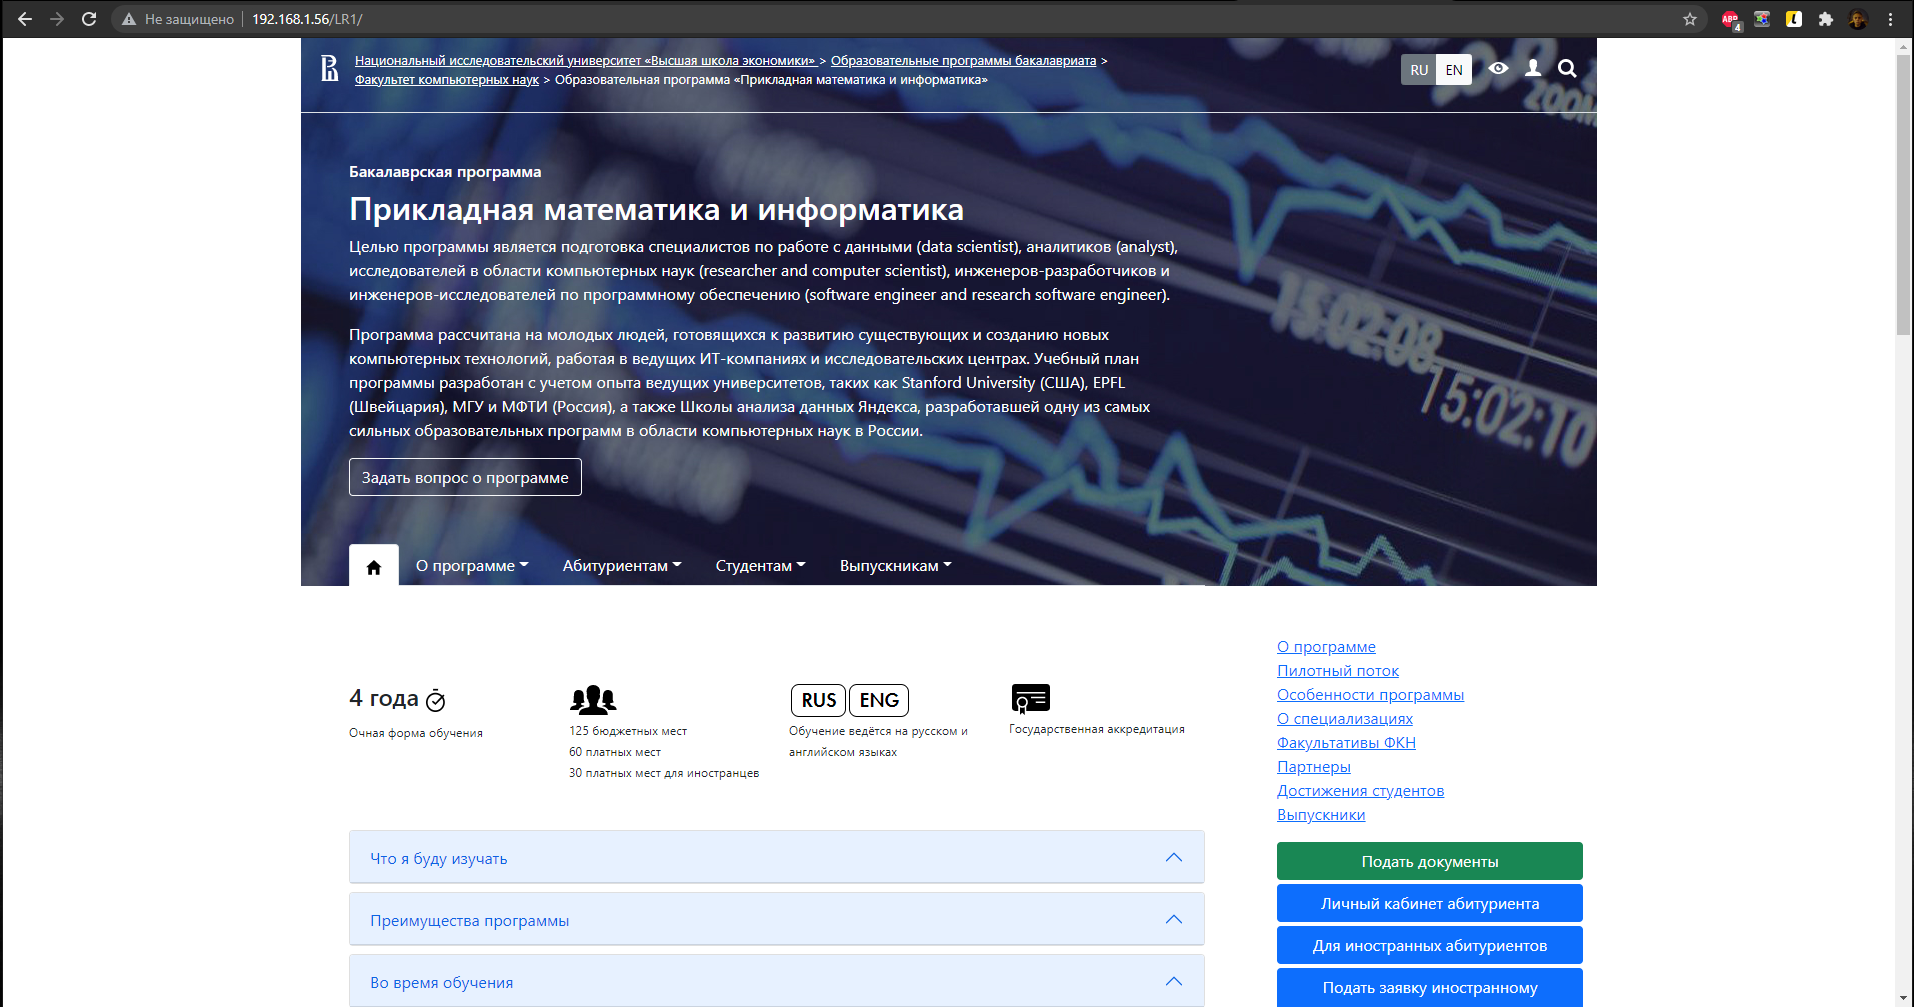 Не защищено
192.168.1.56/LR1/
ABP
4
Национальный исследовательский университет «Высшая школа экономики» > Образовательные программы бакалавриата >
Факультет компьютерных наук > Образовательная программа «Прикладная математика и информатика»
RU EN
ZOOM
Бакалаврская программа
Прикладная математика и информатика
Целью программы является подготовка специалистов по работе с данными (data scientist), аналитиков (analyst),
исследователей в области компьютерных наук (researcher and computer scientist), инженеров-разработчиков и
инженеров-исследователей по программному обеспечению (software engineer and research software engineer).
15:02:08
15:02:10
Программа рассчитана на молодых людей, готовящихся к развитию существующих и созданию новых
компьютерных технологий, работая в ведущих ИТ-компаниях и исследовательских центрах. Учебный план
программы разработан с учетом опыта ведущих университетов, таких как Stanford University (США), EPFL
(Швейцария), МГУ и МФТИ (Россия), а также Школы анализа данных Яндекса, разработавшей одну из самых
сильных образовательных программ в области компьютерных наук в России.
Задать вопрос о программе
О программе Абитуриентам Студентам Выпускникам
4 года
Очная форма обучения
125 бюджетных мест
60 платных мест
30 платных мест для иностранцев
RUS ENG
Обучение ведётся на русском и
английском языках
Государственная аккредитация
Что я буду изучать
Преимущества программы
Во время обучения
О программе
Пилотный поток
Особенности программы
О специализациях
Факультативы ФКН
Партнеры
Достижения студентов
Выпускники
Подать документы
Личный кабинет абитуриента
Для иностранных абитуриентов
Подать заявку иностранному